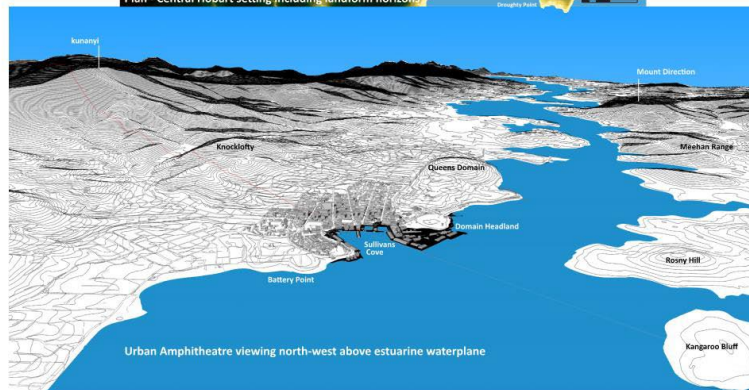 Plan - Central Hobart setting including landform horizons
Droughty Point
kunanyi
Mount Direction
Knocklofty
Meehan Range
Queens Domain
Domain Headland
Sullivans
Cove
Rosny Hill
Battery Point
Urban Amphitheatre viewing north-west above estuarine waterplane
Kangaroo Bluff